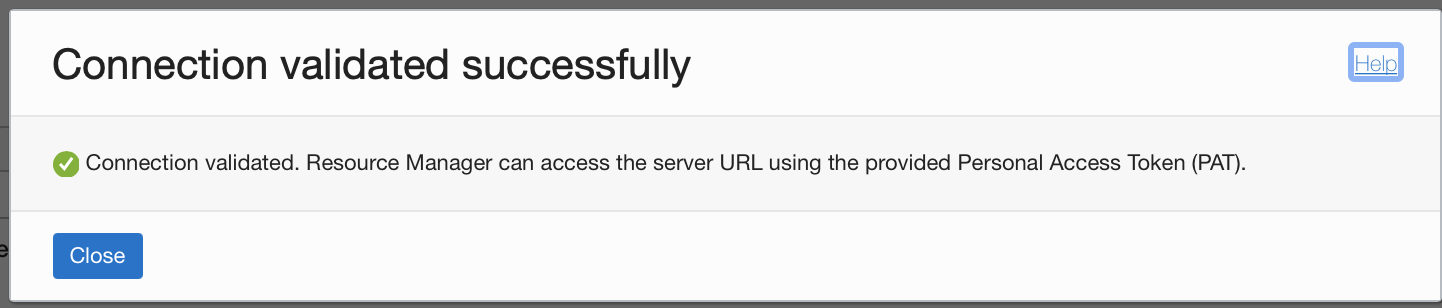 Connection validated successfully
Help
Connection validated. Resource Manager can access the server URL using the provided Personal Access Token (PAT).
e
Close